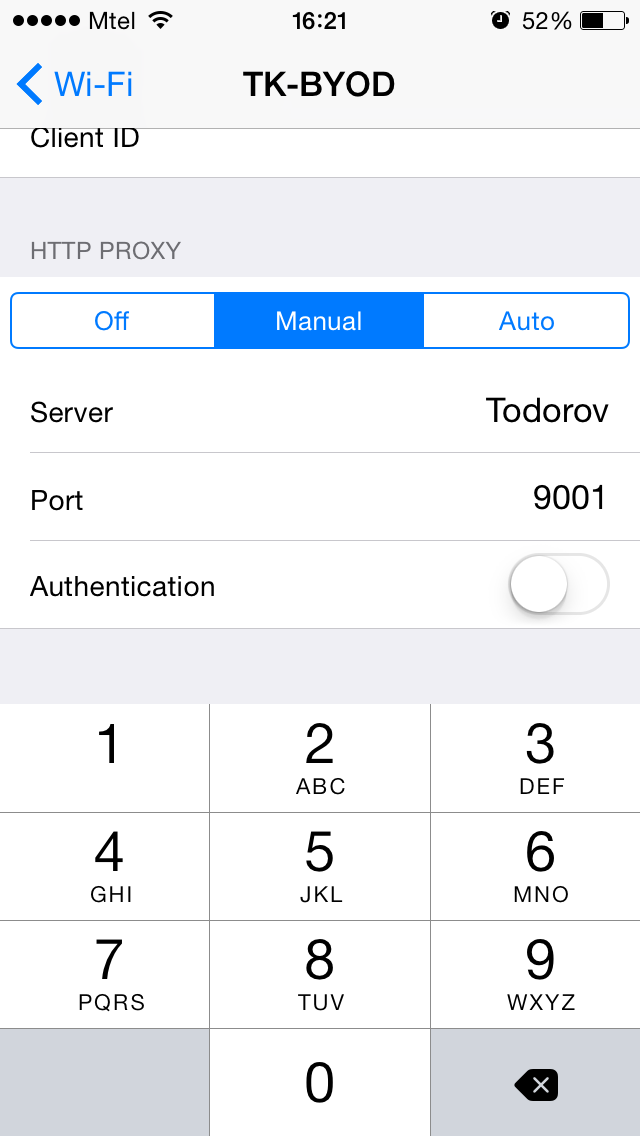 Mtel 16:21 52%
Wi-Fi TK-BYOD
Client ID
HTTP PROXY
Off Manual Auto
Server Todorov
Port 9001
Authentication
1 2 3
ABC DEF
4 5 6
GHI JKL MNO
7 8 9
PQRS TUV WXYZ
0